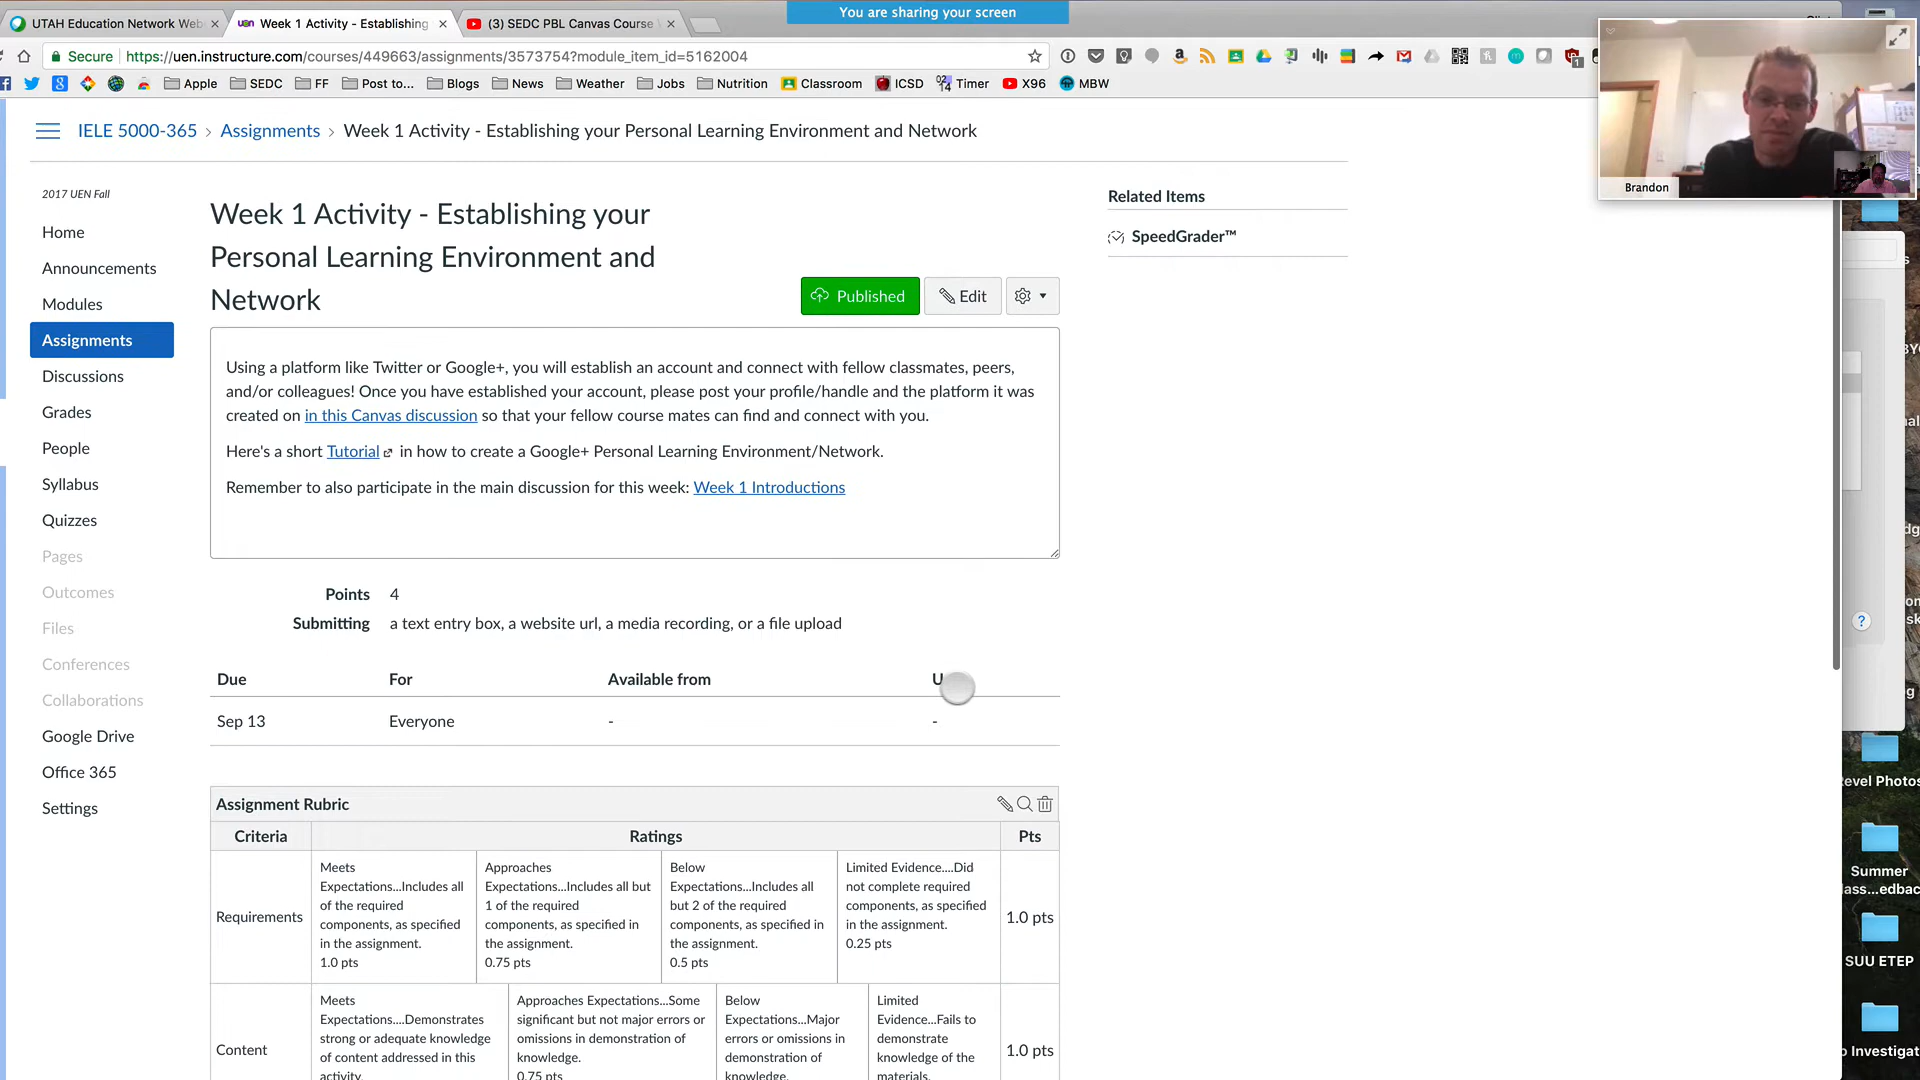 You are sharing your screen
UTAH Education Network Web
Week 1 Activity - Establishing
(3) SEDC PBL Canvas Course
Secure
https://uen.instructure.com/courses/449663/assignments/3573754?module_item_id=5162004
Apple SEDC FF Post to... Blogs News Weather Jobs Nutrition Classroom ICSD Timer X96 MBW
Brandon
IELE 5000-365 › Assignments › Week 1 Activity - Establishing your Personal Learning Environment and Network
2017 UEN Fall
Home
Announcements
Modules
Assignments
Discussions
Grades
People
Syllabus
Quizzes
Pages
Outcomes
Files
Conferences
Collaborations
Google Drive
Office 365
Settings
Week 1 Activity - Establishing your
Personal Learning Environment and
Network
Published
Edit
Using a platform like Twitter or Google+, you will establish an account and connect with fellow classmates, peers,
and/or colleagues! Once you have established your account, please post your profile/handle and the platform it was
created on in this Canvas discussion so that your fellow course mates can find and connect with you.
Here's a short Tutorial in how to create a Google+ Personal Learning Environment/Network.
Remember to also participate in the main discussion for this week: Week 1 Introductions
Points 4
Submitting a text entry box, a website url, a media recording, or a file upload
Due For Available from U
Sep 13 Everyone - -
Assignment Rubric
Criteria Ratings Pts
Requirements
Meets
Expectations...Includes all
of the required
components, as specified
in the assignment.
1.0 pts
Approaches
Expectations...Includes all but
1 of the required
components, as specified in
the assignment.
0.75 pts
Below
Expectations...Includes all
but 2 of the required
components, as specified in
the assignment.
0.5 pts
Limited Evidence....Did
not complete required
components, as specified
in the assignment.
0.25 pts
1.0 pts
Content
Meets
Expectations....Demonstrates
strong or adequate knowledge
of content addressed in this
activity.
Approaches Expectations...Some
significant but not major errors or
omissions in demonstration of
knowledge.
0.75 pts
Below
Expectations...Major
errors or omissions in
demonstration of
knowledge.
Limited
Evidence...Fails to
demonstrate
knowledge of the
materials.
1.0 pts
Related Items
SpeedGrader™
?
Revel Photos
Summer
lass...edbac
SUU ETEP
o Investigat